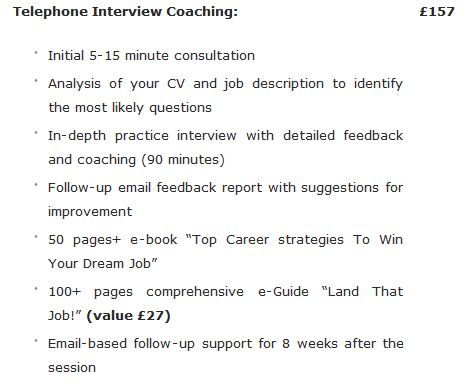 Telephone Interview Coaching: £157
Initial 5-15 minute consultation
Analysis of your CV and job description to identify
the most likely questions
In-depth practice interview with detailed feedback
and coaching (90 minutes)
Follow-up email feedback report with suggestions for
improvement
50 pages+ e-book “Top Career strategies To Win
Your Dream Job”
100+ pages comprehensive e-Guide “Land That
Job!” (value £27)
Email-based follow-up support for 8 weeks after the
session